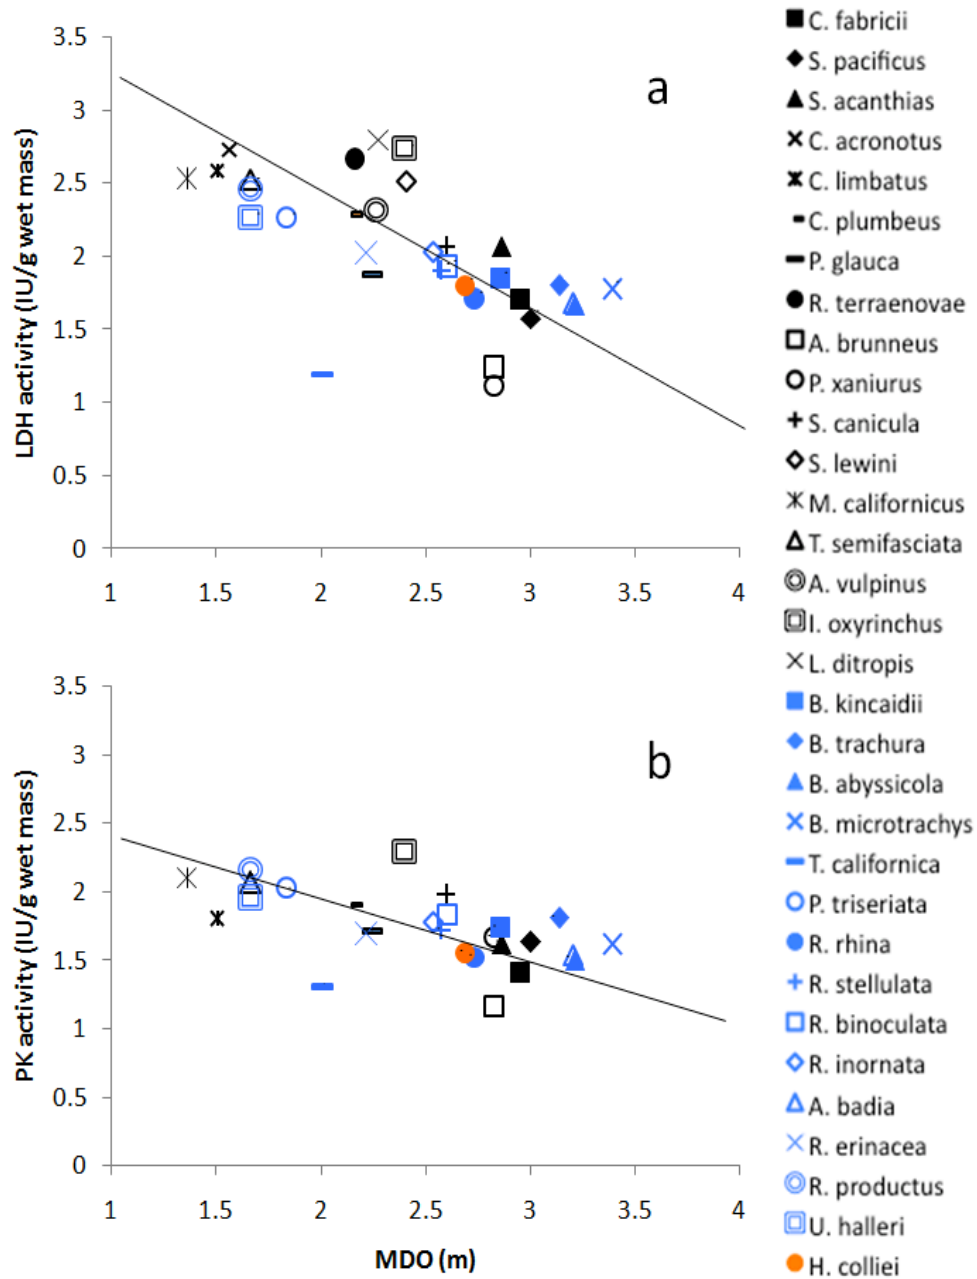 a
LDH activity (IU/g wet mass)
3.5
3
2.5
2
1.5
1
0.5
0
1
1.5
2
2.5
3
3.5
4
b
PK activity (IU/g wet mass)
3.5
3
2.5
2
1.5
1
0.5
0
1
1.5
2
2.5
3
3.5
4
MDO (m)
C. fabricii
S. pacificus
S. acanthias
C. acronotus
C. limbatus
C. plumbeus
P. glauca
R. terraenovae
A. brunneus
P. xaniurus
S. canicula
S. lewini
M. californicus
T. semifasciata
A. vulpinus
I. oxyrinchus
L. ditropis
B. kincaidii
B. trachura
B. abyssicola
B. microtrachys
T. californica
P. triseriata
R. rhina
R. stellulata
R. binoculata
R. inornata
A. badia
R. erinacea
R. productus
U. halleri
H. colliei